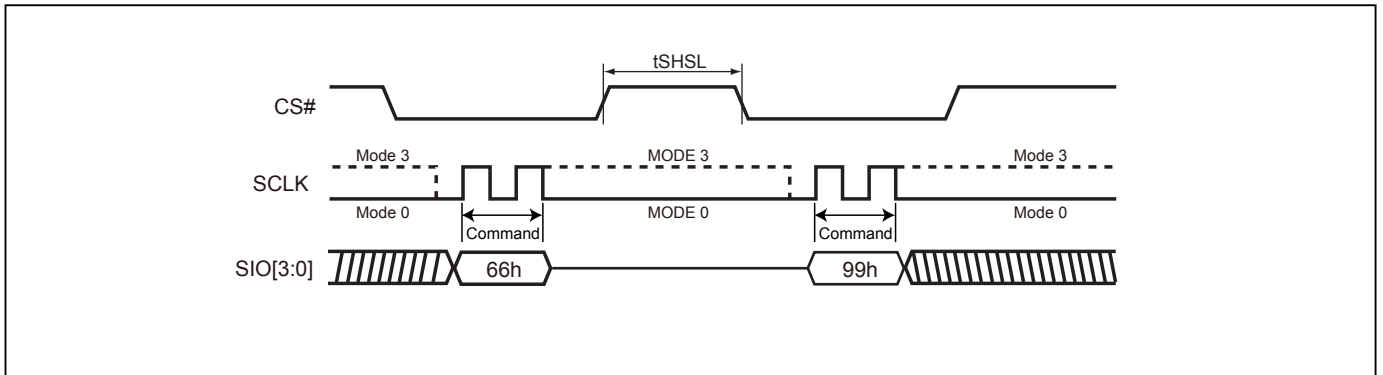 tSHSL
CS#
Mode 3 MODE 3 Mode 3
SCLK
Mode 0 MODE 0 Mode 0
Command Command
SIO[3:0] 66h 99h